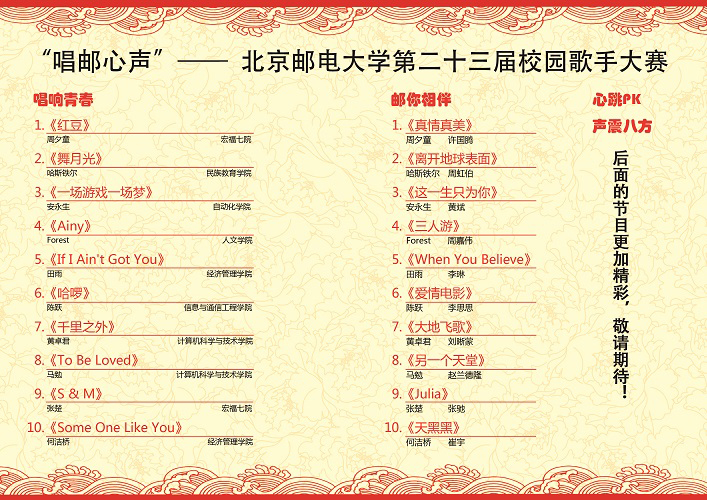 “唱邮心声”—— 北京邮电大学第二十三届校园歌手大赛
唱响青春
1.《红豆》
周夕童 宏福七院
2.《舞月光》
哈斯铁尔 民族教育学院
3.《一场游戏一场梦》
安永生 自动化学院
4.《Ainy》
Forest 人文学院
5.《If I Ain't Got You》
田雨 经济管理学院
6.《哈啰》
陈跃 信息与通信工程学院
7.《千里之外》
黄卓君 计算机科学与技术学院
8.《To Be Loved》
马勉 计算机科学与技术学院
9.《S & M》
张楚 宏福七院
10.《Some One Like You》
何洁桥 经济管理学院
邮你相伴
1.《真情真美》
周夕童 许国鸥
2.《离开地球表面》
哈斯铁尔 周虹伯
3.《这一生只为你》
安永生 黄斌
4.《三人游》
Forest 周嘉伟
5.《When You Believe》
田雨 李琳
6.《爱情电影》
陈跃 李思思
7.《大地飞歌》
黄卓君 刘晰蒙
8.《另一个天堂》
马勉 赵兰德隆
9.《Julia》
张楚 张驰
10.《天黑黑》
何洁桥 崔宇
心跳PK
声震八方
后面的节目更加精彩，敬请期待！